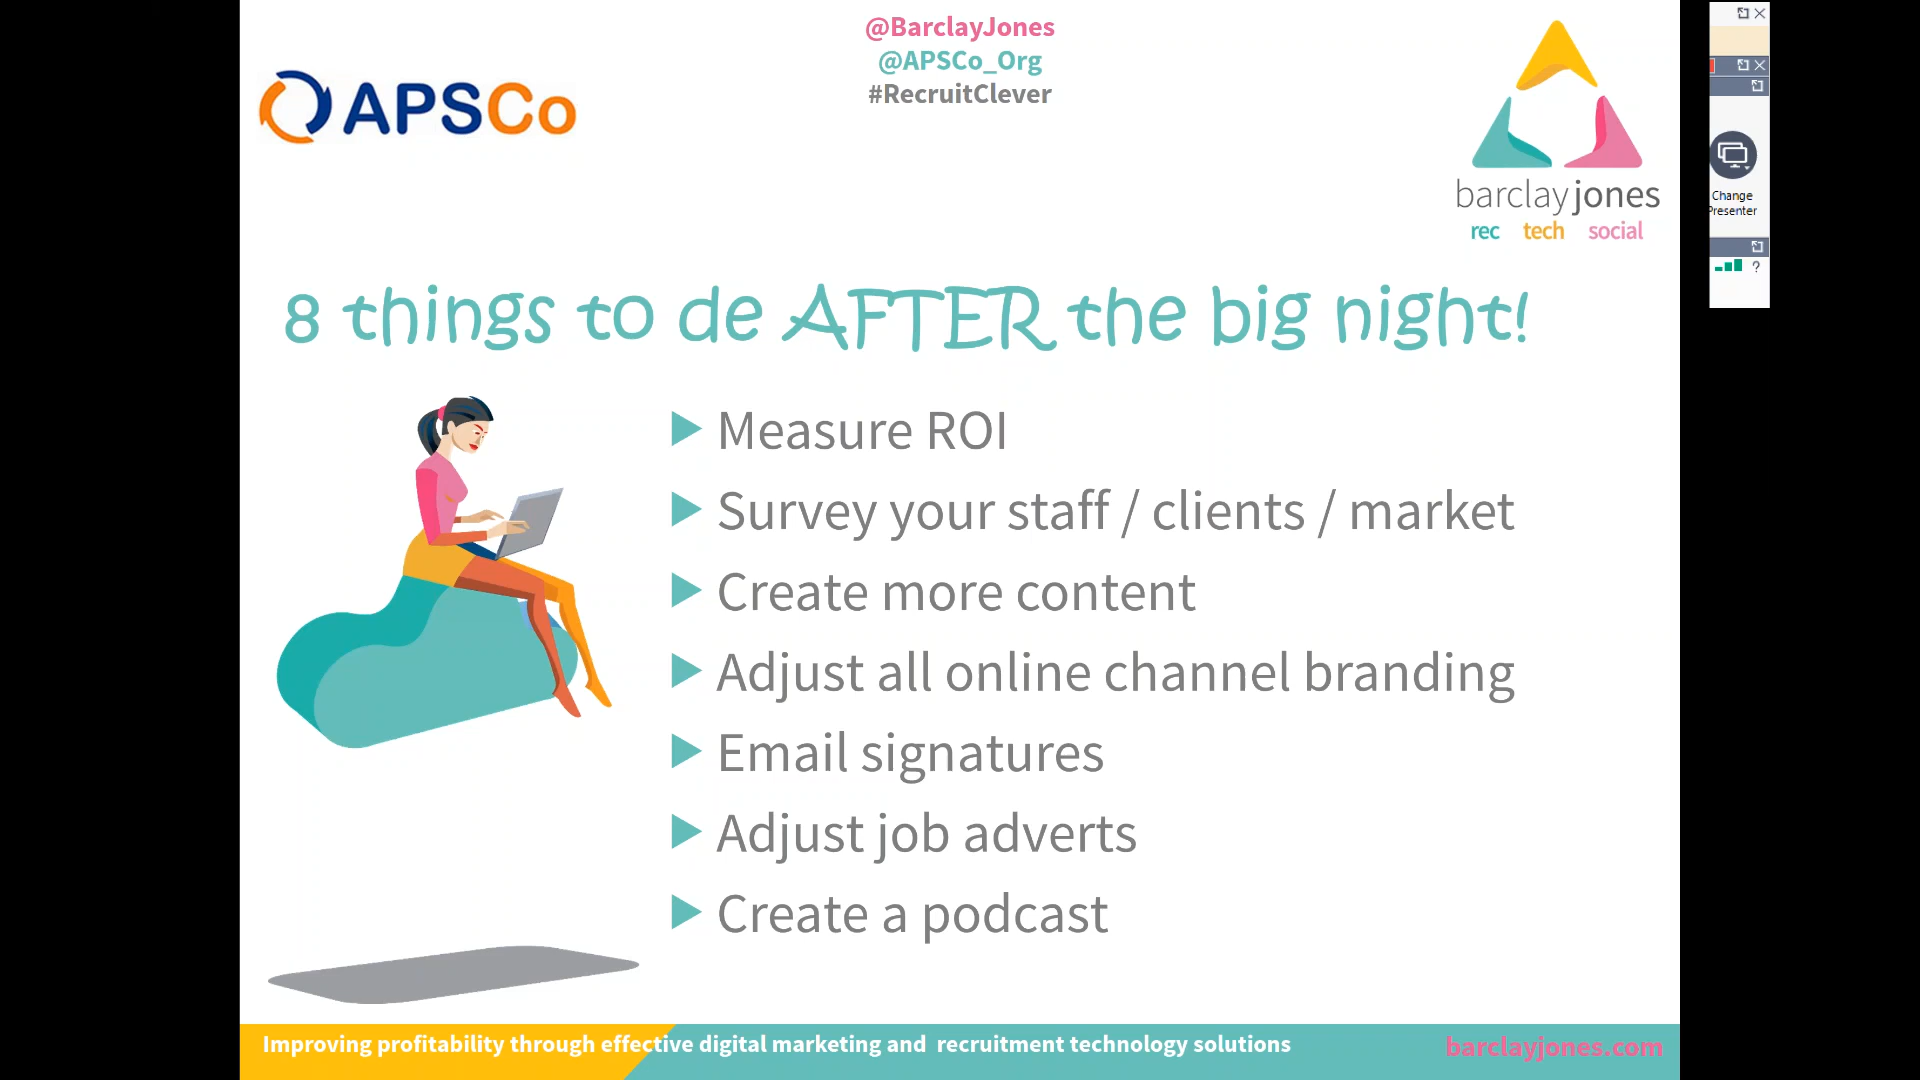 @BarclayJones
@APSCo_Org
#RecruitClever
APSCo
barclayjones
rec tech social
Change
Presenter
?
8 things to de AFTER the big night!
Measure ROI
Survey your staff / clients / market
Create more content
Adjust all online channel branding
Email signatures
Adjust job adverts
Create a podcast
Improving profitability through effective digital marketing and recruitment technology solutions
barclayjones.com